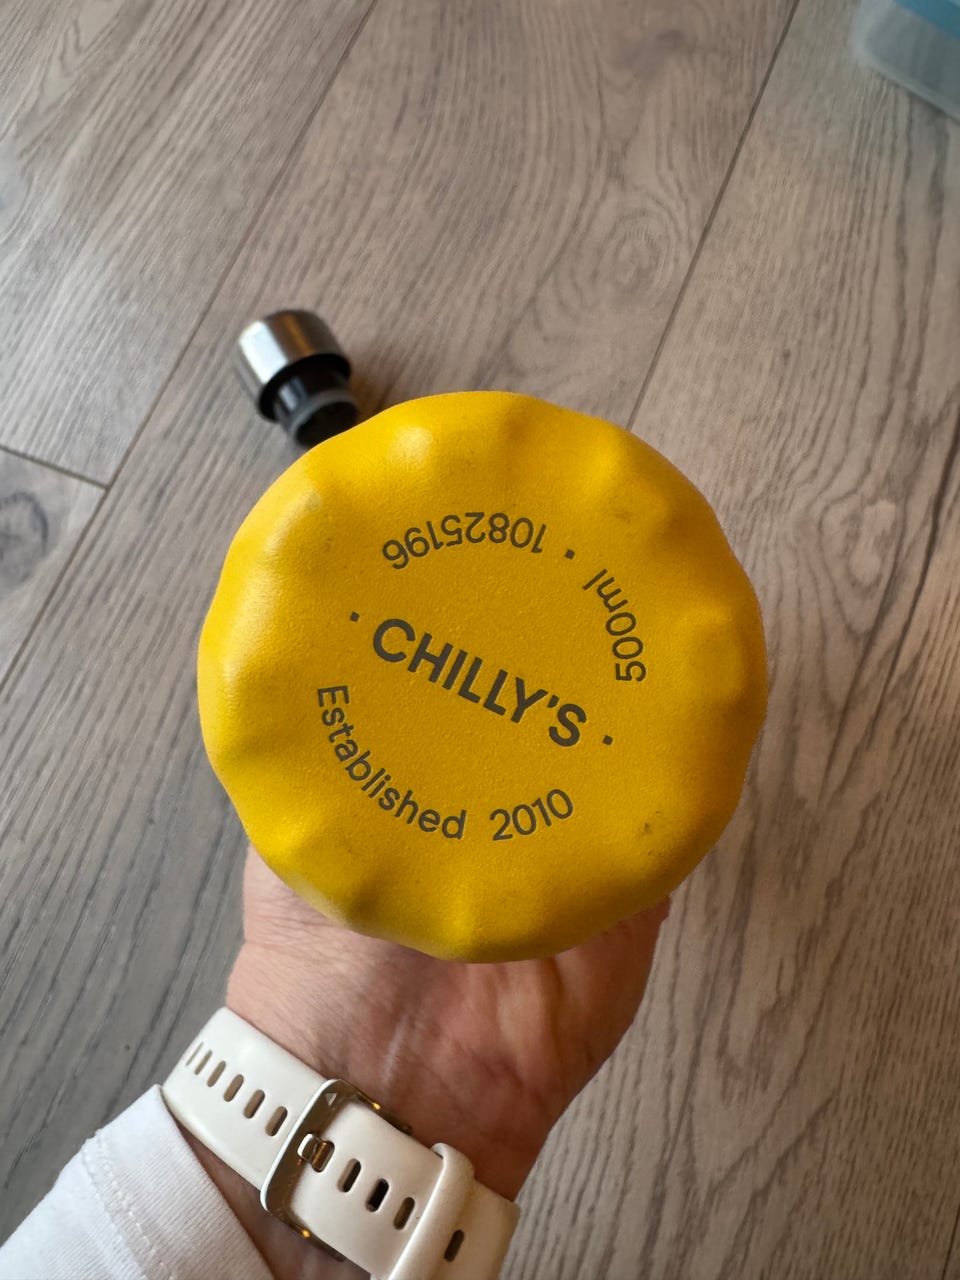 500ml · 10825196
· CHILLY'S ·
Established 2010